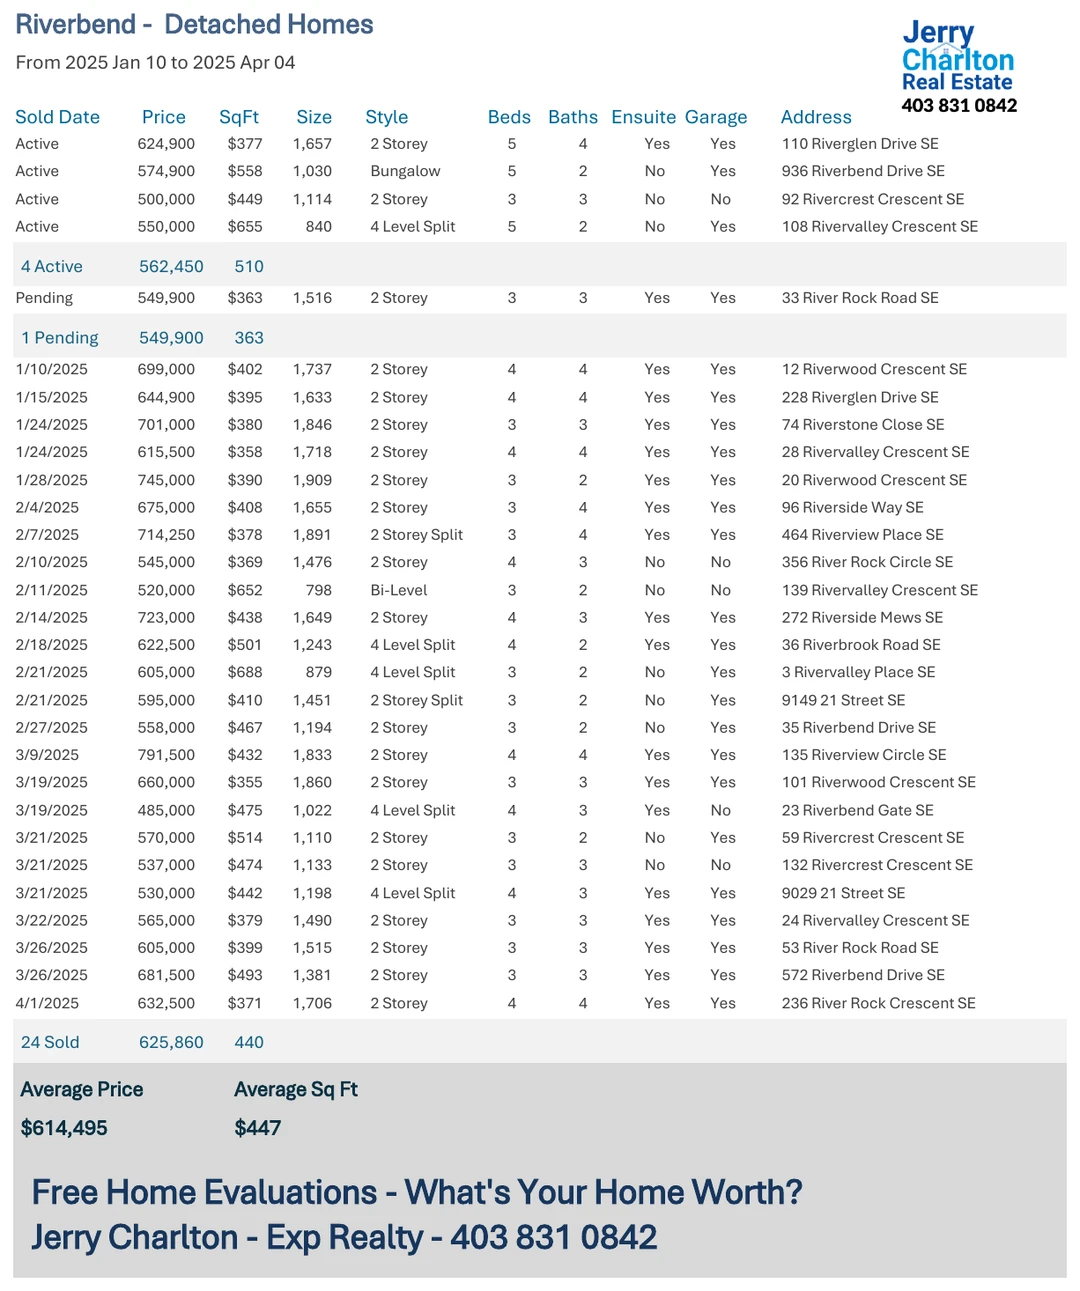 Riverbend -  Detached Homes
From 2025 Jan 10 to 2025 Apr 04
Jerry
Charlton
Real Estate
403 831 0842
Sold Date Price SqFt Size Style Beds Baths Ensuite Garage Address
Active 624,900 $377 1,657 2 Storey 5 4 Yes Yes 110 Riverglen Drive SE
Active 574,900 $558 1,030 Bungalow 5 2 No Yes 936 Riverbend Drive SE
Active 500,000 $449 1,114 2 Storey 3 3 No No 92 Rivercrest Crescent SE
Active 550,000 $655 840 4 Level Split 5 2 No Yes 108 Rivervalley Crescent SE
4 Active 562,450 510
Pending 549,900 $363 1,516 2 Storey 3 3 Yes Yes 33 River Rock Road SE
1 Pending 549,900 363
1/10/2025 699,000 $402 1,737 2 Storey 4 4 Yes Yes 12 Riverwood Crescent SE
1/15/2025 644,900 $395 1,633 2 Storey 4 4 Yes Yes 228 Riverglen Drive SE
1/24/2025 701,000 $380 1,846 2 Storey 3 3 Yes Yes 74 Riverstone Close SE
1/24/2025 615,500 $358 1,718 2 Storey 4 4 Yes Yes 28 Rivervalley Crescent SE
1/28/2025 745,000 $390 1,909 2 Storey 3 2 Yes Yes 20 Riverwood Crescent SE
2/4/2025 675,000 $408 1,655 2 Storey 3 4 Yes Yes 96 Riverside Way SE
2/7/2025 714,250 $378 1,891 2 Storey Split 3 4 Yes Yes 464 Riverview Place SE
2/10/2025 545,000 $369 1,476 2 Storey 4 3 No No 356 River Rock Circle SE
2/11/2025 520,000 $652 798 Bi-Level 3 2 No No 139 Rivervalley Crescent SE
2/14/2025 723,000 $438 1,649 2 Storey 4 3 Yes Yes 272 Riverside Mews SE
2/18/2025 622,500 $501 1,243 4 Level Split 4 2 Yes Yes 36 Riverbrook Road SE
2/21/2025 605,000 $688 879 4 Level Split 3 2 No Yes 3 Rivervalley Place SE
2/21/2025 595,000 $410 1,451 2 Storey Split 3 2 No Yes 9149 21 Street SE
2/27/2025 558,000 $467 1,194 2 Storey 3 2 No Yes 35 Riverbend Drive SE
3/9/2025 791,500 $432 1,833 2 Storey 4 4 Yes Yes 135 Riverview Circle SE
3/19/2025 660,000 $355 1,860 2 Storey 3 3 Yes Yes 101 Riverwood Crescent SE
3/19/2025 485,000 $475 1,022 4 Level Split 4 3 Yes No 23 Riverbend Gate SE
3/21/2025 570,000 $514 1,110 2 Storey 3 2 No Yes 59 Rivercrest Crescent SE
3/21/2025 537,000 $474 1,133 2 Storey 3 3 No No 132 Rivercrest Crescent SE
3/21/2025 530,000 $442 1,198 4 Level Split 4 3 Yes Yes 9029 21 Street SE
3/22/2025 565,000 $379 1,490 2 Storey 3 3 Yes Yes 24 Rivervalley Crescent SE
3/26/2025 605,000 $399 1,515 2 Storey 3 3 Yes Yes 53 River Rock Road SE
3/26/2025 681,500 $493 1,381 2 Storey 3 3 Yes Yes 572 Riverbend Drive SE
4/1/2025 632,500 $371 1,706 2 Storey 4 4 Yes Yes 236 River Rock Crescent SE
24 Sold 625,860 440
Average Price Average Sq Ft
$614,495 $447
Free Home Evaluations - What's Your Home Worth?
Jerry Charlton - Exp Realty - 403 831 0842